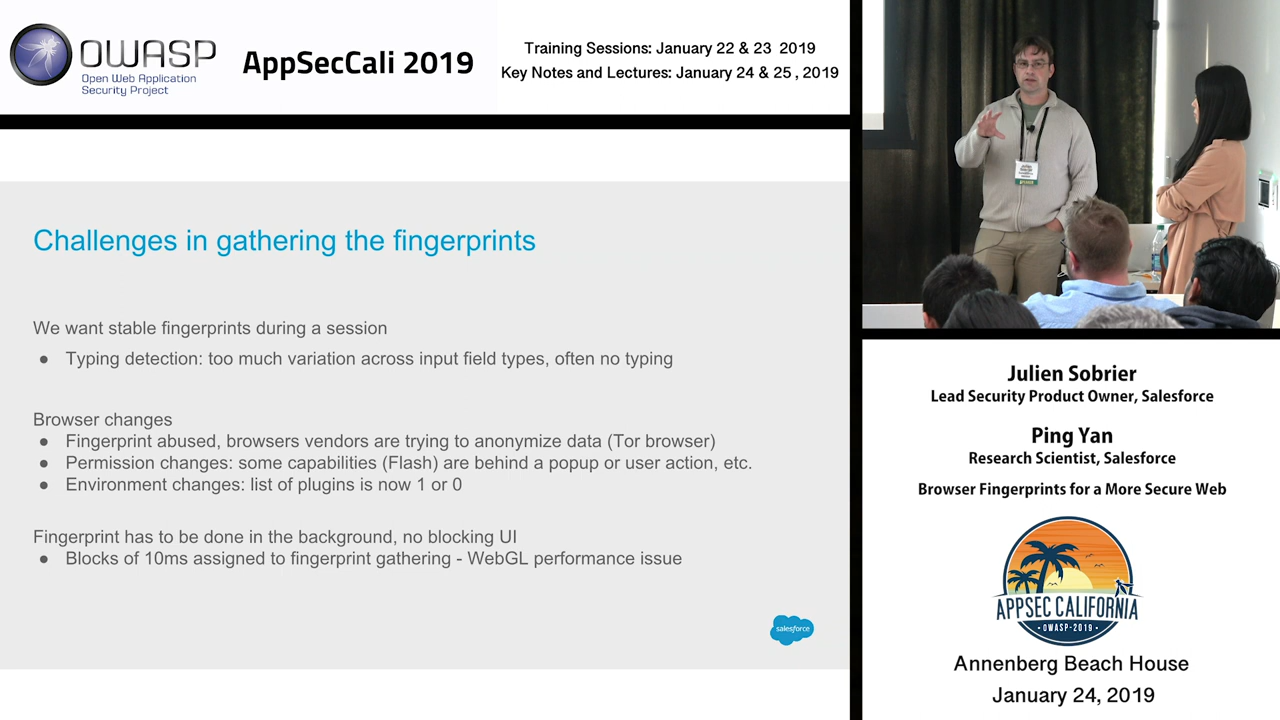 OWASP
Open Web Application
Security Project
AppSecCali 2019
Training Sessions: January 22 & 23 2019
Key Notes and Lectures: January 24 & 25 , 2019
Challenges in gathering the fingerprints
We want stable fingerprints during a session
● Typing detection: too much variation across input field types, often no typing
Browser changes
● Fingerprint abused, browsers vendors are trying to anonymize data (Tor browser)
● Permission changes: some capabilities (Flash) are behind a popup or user action, etc.
● Environment changes: list of plugins is now 1 or 0
Fingerprint has to be done in the background, no blocking UI
● Blocks of 10ms assigned to fingerprint gathering - WebGL performance issue
salesforce
Julien Sobrier
Lead Security Product Owner, Salesforce
Ping Yan
Research Scientist, Salesforce
Browser Fingerprints for a More Secure Web
APPSEC CALIFORNIA
• OWASP-2019 •
Annenberg Beach House
January 24, 2019